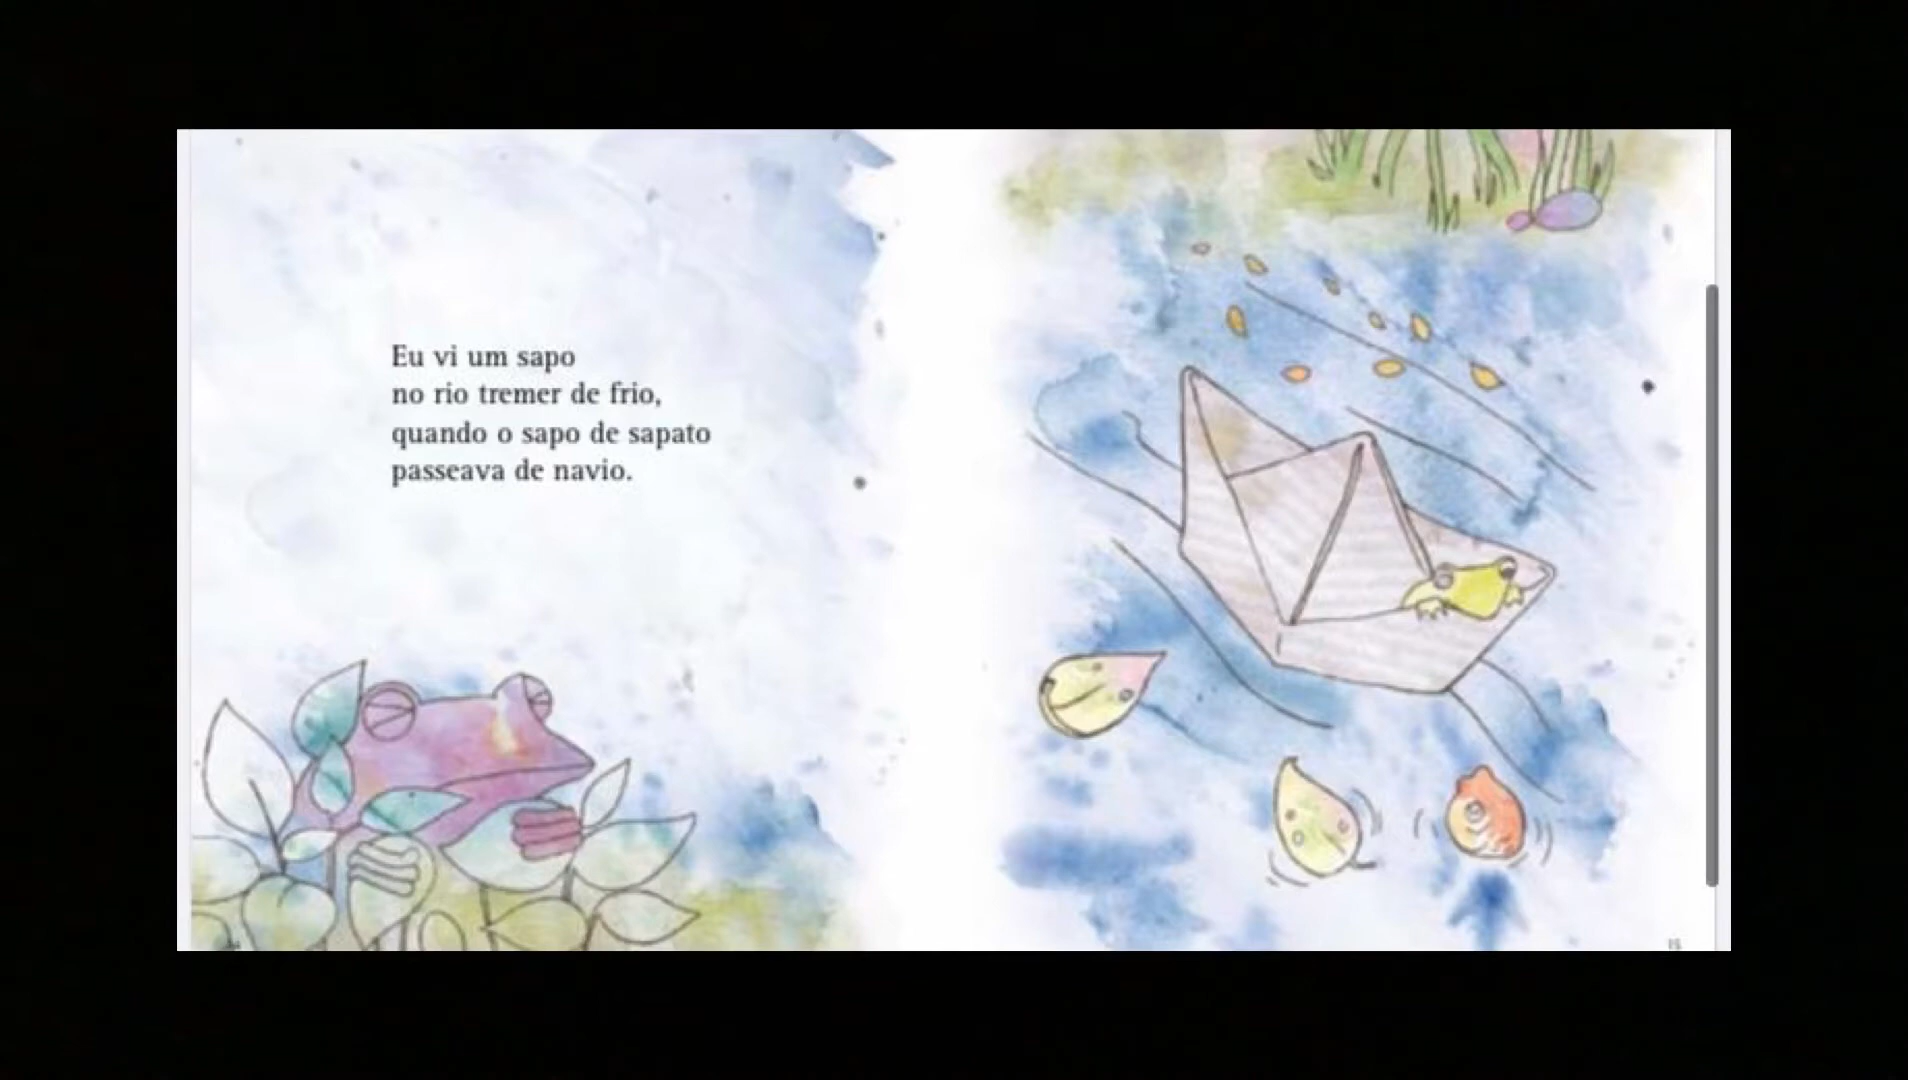 Eu vi um sapo
no rio tremer de frio,
quando o sapo de sapato
passeava de navio.